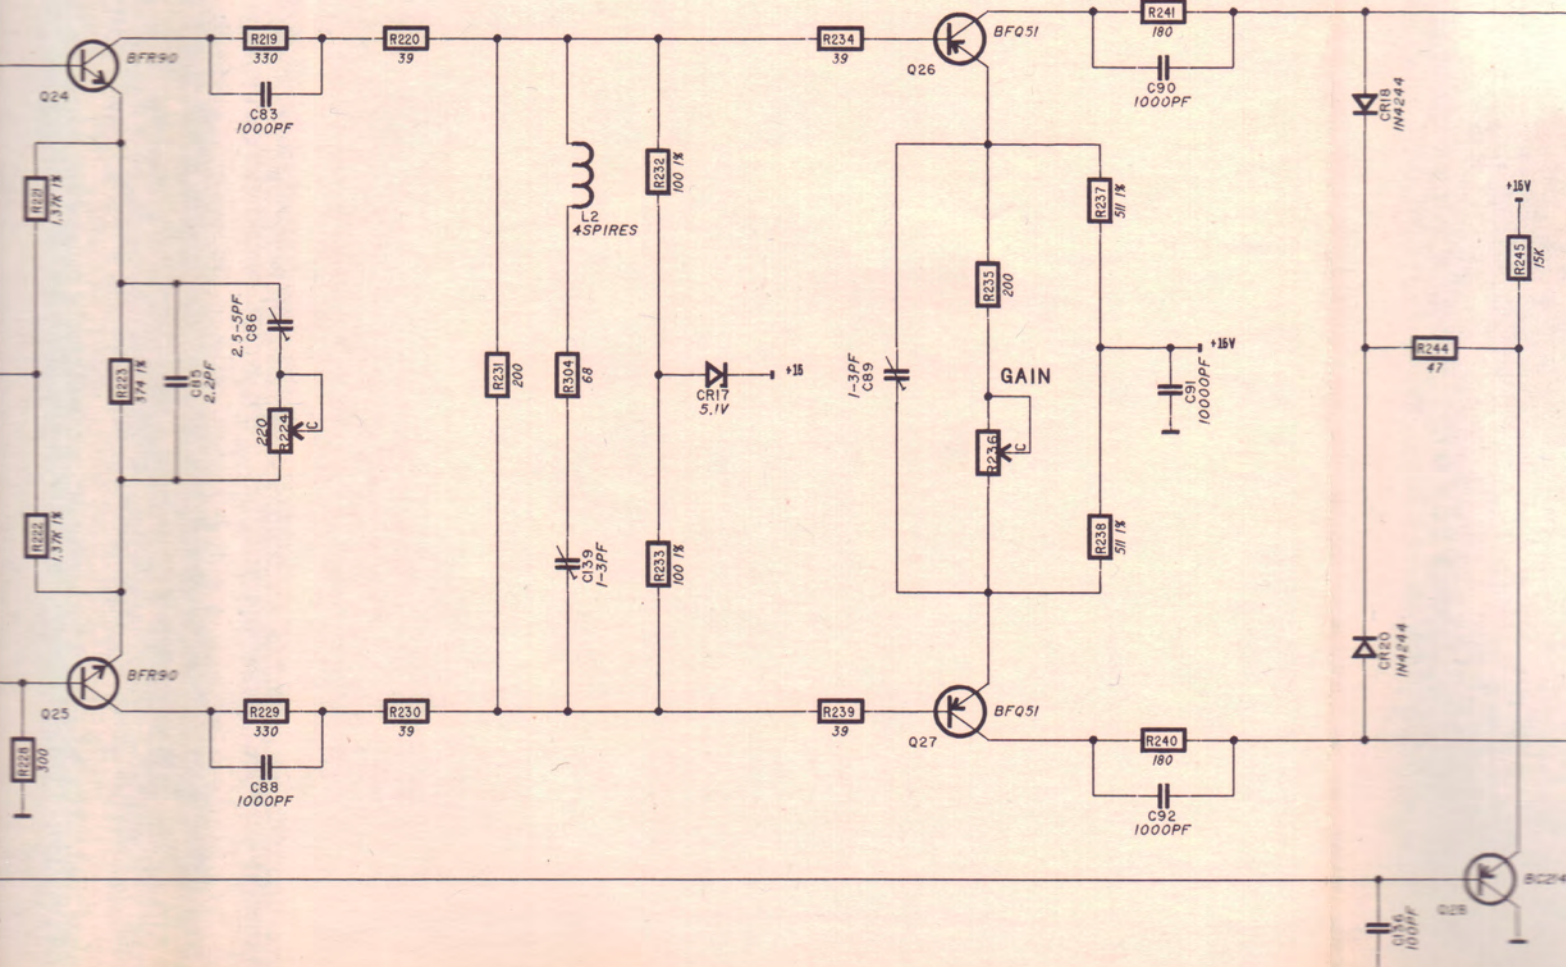 R241
180
BFQ51
Q26
R219
330
R220
39
R234
39
BFR90
Q24
C83
1000PF
C90
1000PF
CR18
1N4244
R221
1,37K 1%
R232
100 1%
R237
511 1%
+15V
R245
15K
L2
4SPIRES
R235
200
2.5-5PF
C86
R223
374 1%
C85
2.2PF
R231
200
R304
68
CR17
5.1V
+15
1-3PF
C89
GAIN
+15V
C91
10000PF
R244
47
220
R224
C
R236
C
R222
1,37K 1%
C139
1-3PF
R233
100 1%
R238
511 1%
CR20
1N4244
BFR90
Q25
R229
330
R230
39
R239
39
BFQ51
Q27
R240
180
R228
300
C88
1000PF
C92
1000PF
BC214
Q28
C136
100PF